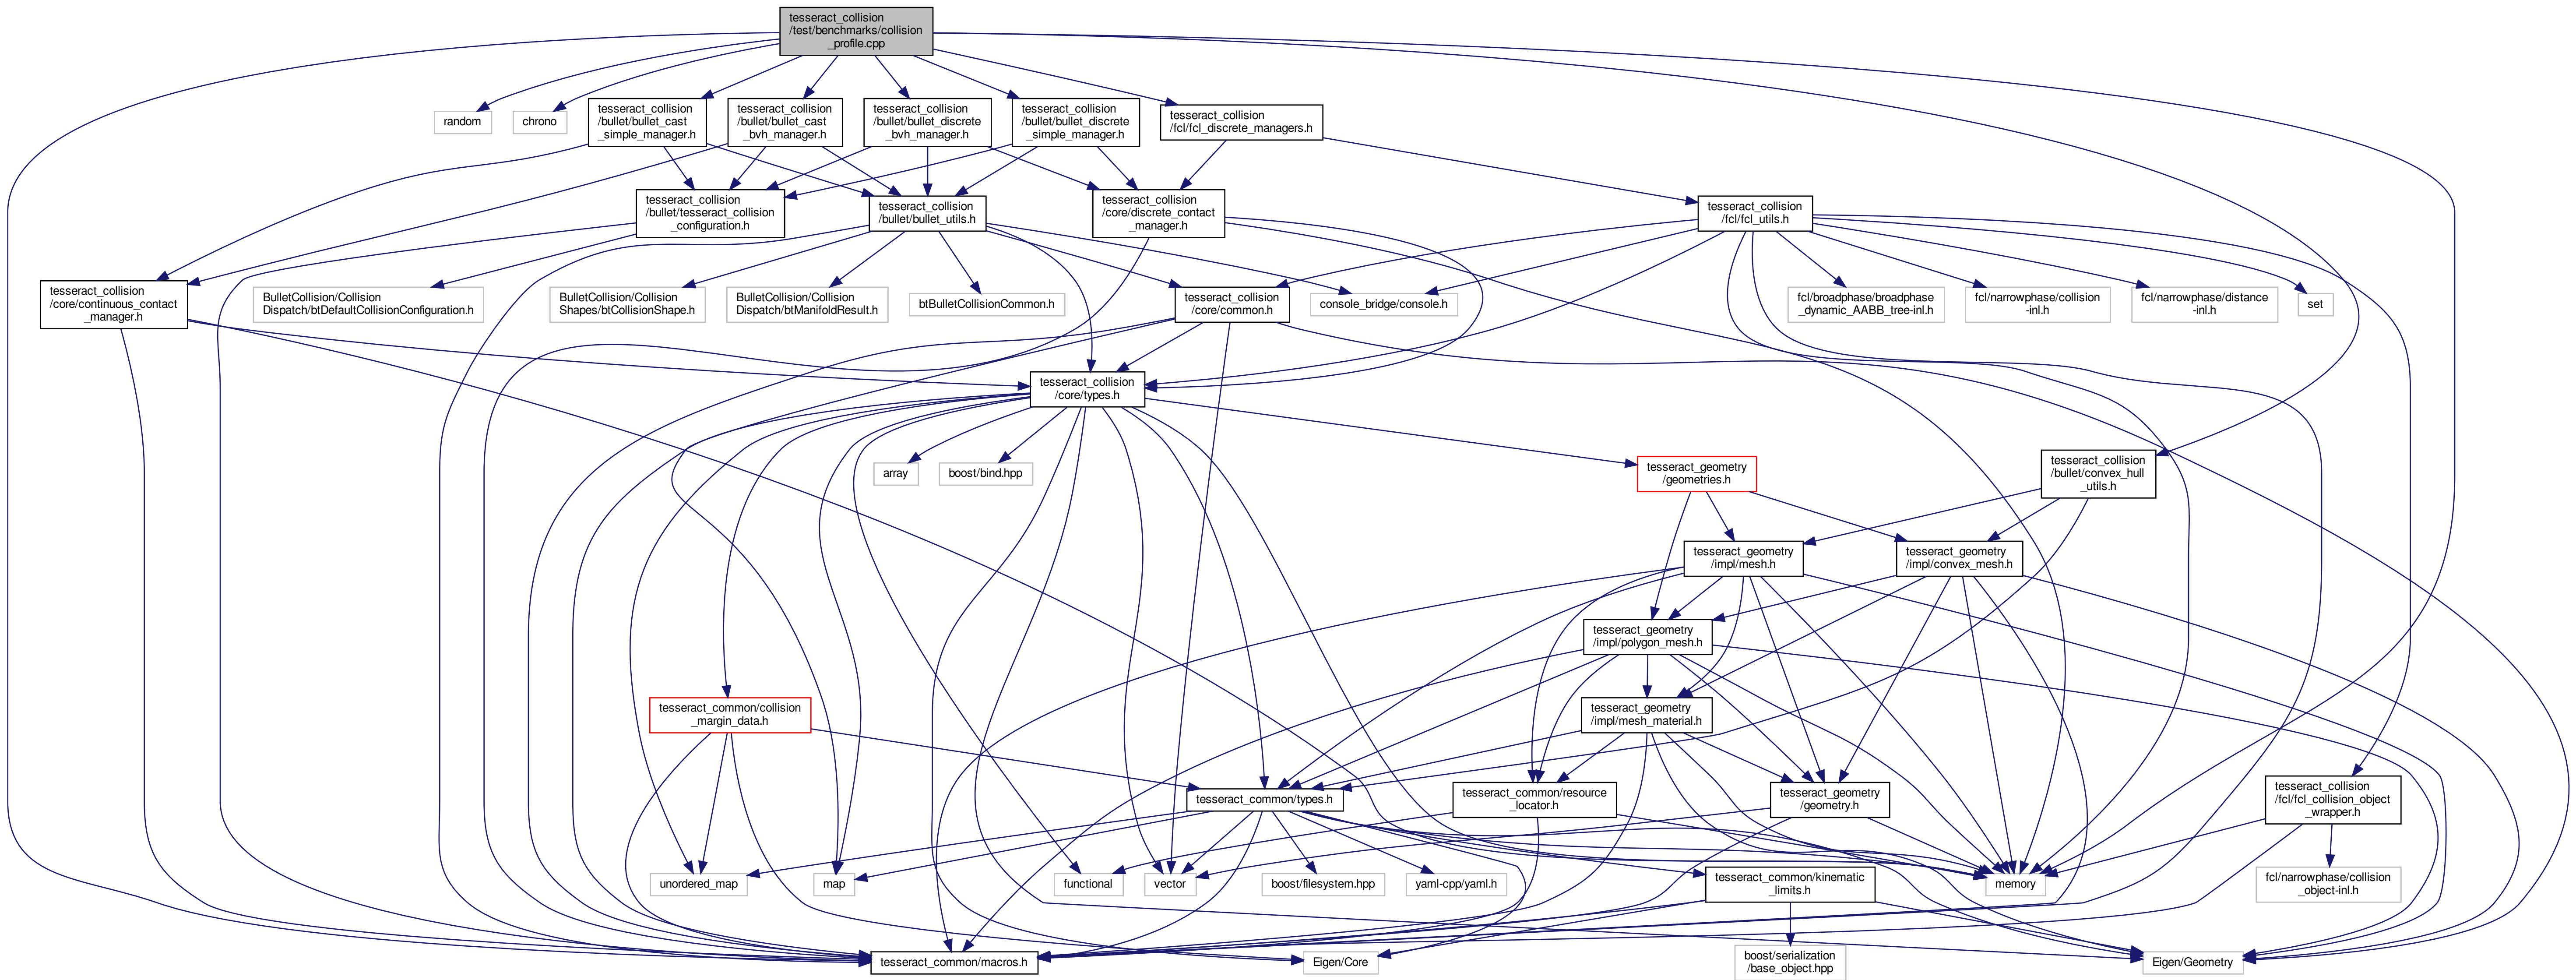 tesseract_collision
/test/benchmarks/collision
_profile.cpp
random
chrono
tesseract_collision
/bullet/bullet_cast
_simple_manager.h
tesseract_collision
/bullet/bullet_cast
_bvh_manager.h
tesseract_collision
/bullet/bullet_discrete
_bvh_manager.h
tesseract_collision
/bullet/bullet_discrete
_simple_manager.h
tesseract_collision
/fcl/fcl_discrete_managers.h
tesseract_collision
/bullet/tesseract_collision
_configuration.h
tesseract_collision
/bullet/bullet_utils.h
tesseract_collision
/core/discrete_contact
_manager.h
tesseract_collision
/fcl/fcl_utils.h
tesseract_collision
/core/continuous_contact
_manager.h
BulletCollision/Collision
Dispatch/btDefaultCollisionConfiguration.h
BulletCollision/Collision
Shapes/btCollisionShape.h
BulletCollision/Collision
Dispatch/btManifoldResult.h
btBulletCollisionCommon.h
tesseract_collision
/core/common.h
console_bridge/console.h
fcl/broadphase/broadphase
_dynamic_AABB_tree-inl.h
fcl/narrowphase/collision
-inl.h
fcl/narrowphase/distance
-inl.h
set
tesseract_collision
/core/types.h
array
boost/bind.hpp
tesseract_geometry
/geometries.h
tesseract_collision
/bullet/convex_hull
_utils.h
tesseract_geometry
/impl/mesh.h
tesseract_geometry
/impl/convex_mesh.h
tesseract_geometry
/impl/polygon_mesh.h
tesseract_common/collision
_margin_data.h
tesseract_geometry
/impl/mesh_material.h
tesseract_common/types.h
tesseract_common/resource
_locator.h
tesseract_geometry
/geometry.h
tesseract_collision
/fcl/fcl_collision_object
_wrapper.h
unordered_map
map
functional
vector
boost/filesystem.hpp
yaml-cpp/yaml.h
tesseract_common/kinematic
_limits.h
memory
fcl/narrowphase/collision
_object-inl.h
tesseract_common/macros.h
Eigen/Core
boost/serialization
/base_object.hpp
Eigen/Geometry